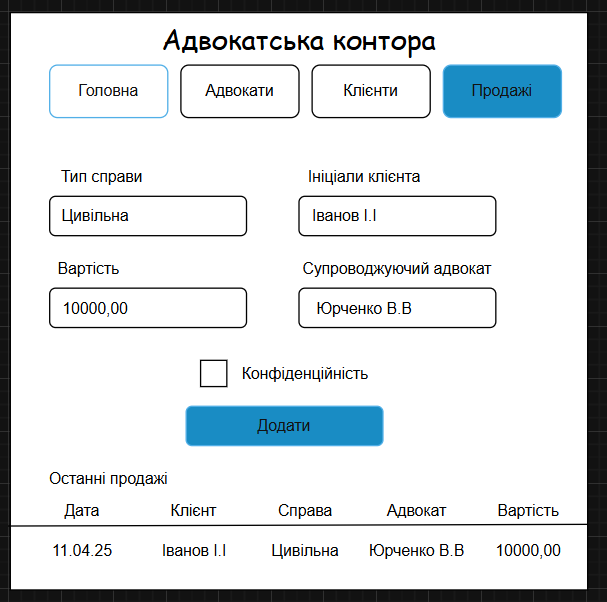 Адвокатська контора
Головна Адвокати Клієнти Продажі
Тип справи Ініціали клієнта
Цивільна Іванов І.І
Вартість Супроводжуючий адвокат
10000,00 Юрченко В.В
Конфіденційність
Додати
Останні продажі
Дата Клієнт Справа Адвокат Вартість
11.04.25 Іванов І.І Цивільна Юрченко В.В 10000,00